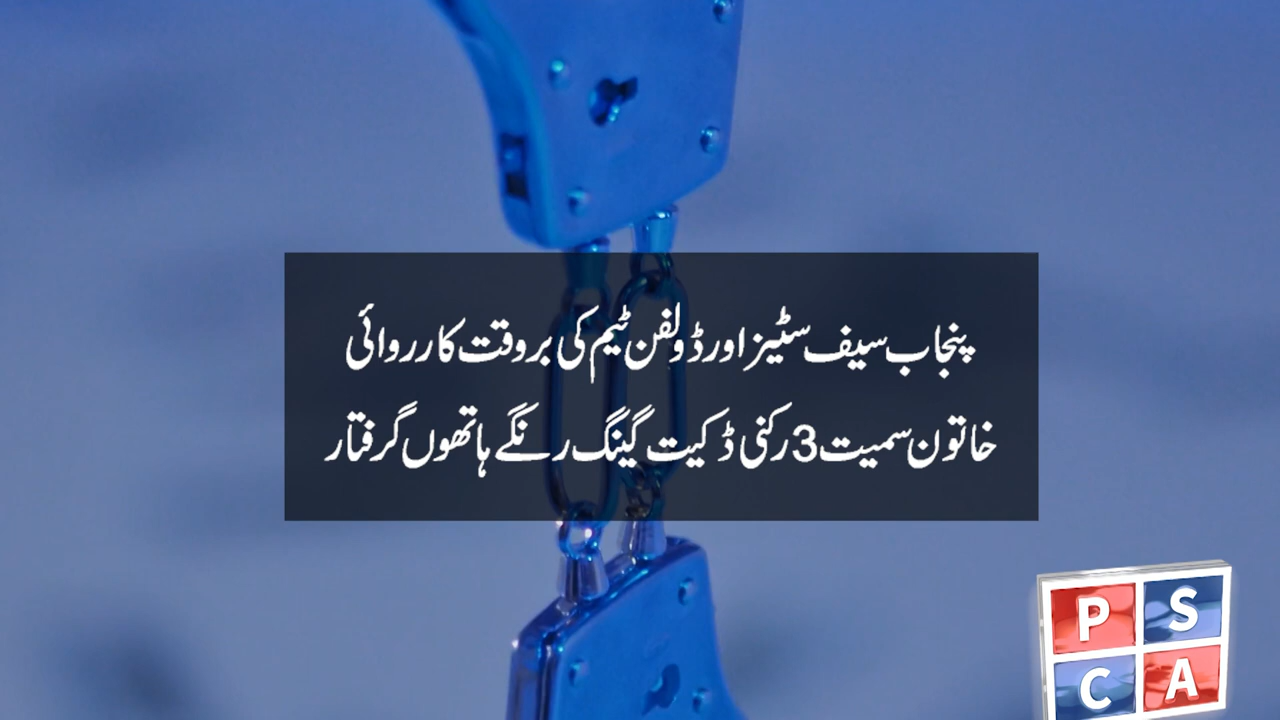 پنجاب سیف سٹیز اور ڈولفن ٹیم کی بروقت کارروائی
خاتون سمیت 3 رکنی ڈکیت گینگ رنگے ہاتھوں گرفتار
P S
C A